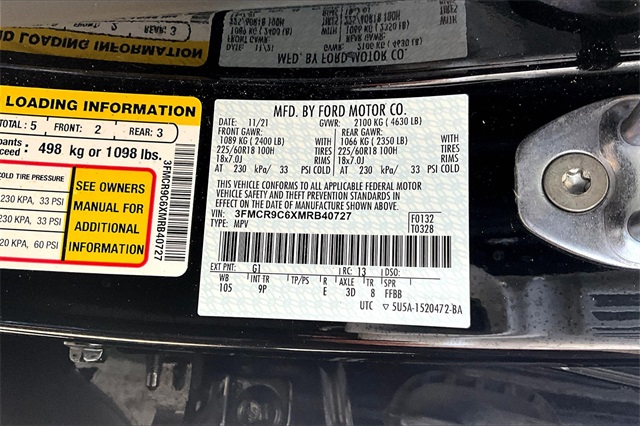 LOADING INFORMATION
TOTAL: 5 FRONT: 2 REAR: 3
pants
xceed: 498 kg or 1098 lbs.
COLD TIRE PRESSURE
230 KPA, 33 PSI
230 KPA, 33 PSI
420 KPA, 60 PSI
SEE OWNERS
MANUAL FOR
ADDITIONAL
INFORMATION
3FMCR9C6XMRB40727
MFD. BY FORD MOTOR CO.
DATE: 11/21 GVWR: 2100 KG ( 4630 LB)
FRONT GAWR: REAR GAWR:
1089 KG ( 2400 LB) 1066 KG ( 2350 LB)
225/60R18 100H TIRES 225/60R18 100H TIRES
18x7.0J RIMS 18x7.0J RIMS
AT 230 kPa/ 33 PSI COLD AT 230 kPa/ 33 PSI COLD
THIS VEHICLE CONFORMS TO ALL APPLICABLE FEDERAL MOTOR
VEHICLE SAFETY AND THEFT PREVENTION STANDARDS IN
EFFECT ON THE DATE OF MANUFACTURE SHOWN ABOVE.
VIN: 3FMCR9C6XMRB40727 F0132
TYPE: MPV T0328
EXT PNT: G1 RC: 13 DSO:
WB INT TR TP/PS R AXLE TR SPR
105 9P E 3D 8 FFBB
UTC ▽5U5A-1520472-BA